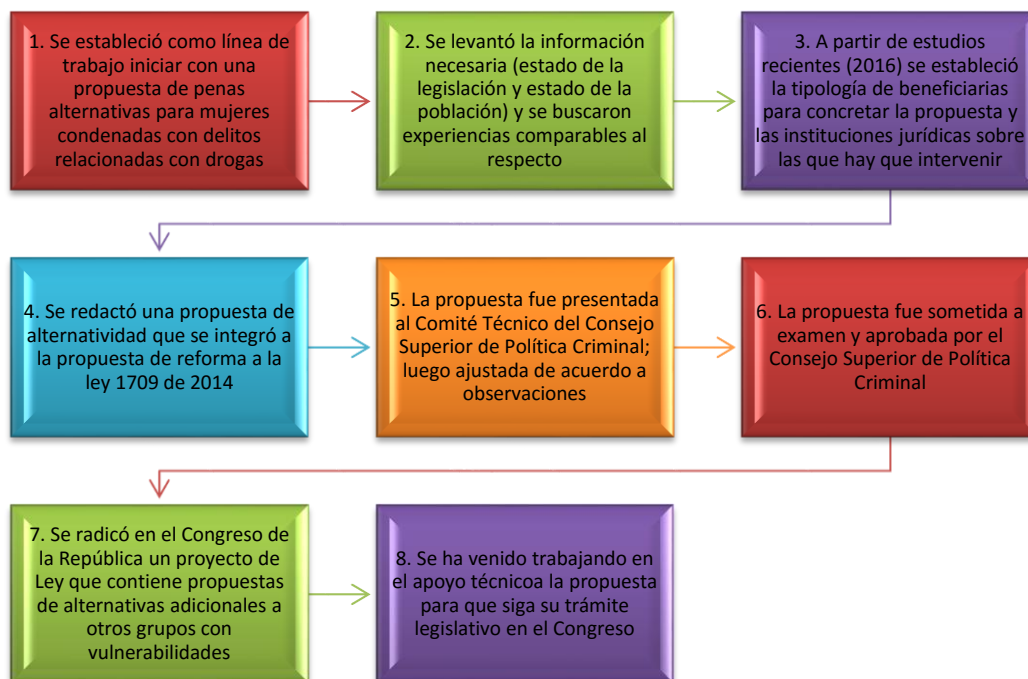 1. Se estableció como línea de
trabajo iniciar con una
propuesta de penas
alternativas para mujeres
condenadas con delitos
relacionadas con drogas
2. Se levantó la información
necesaria (estado de la
legislación y estado de la
población) y se buscaron
experiencias comparables al
respecto
3. A partir de estudios
recientes (2016) se estableció
la tipología de beneficiarias
para concretar la propuesta y
las instituciones jurídicas sobre
las que hay que intervenir
4. Se redactó una propuesta de
alternatividad que se integró a
la propuesta de reforma a la
ley 1709 de 2014
5. La propuesta fue presentada
al Comité Técnico del Consejo
Superior de Política Criminal;
luego ajustada de acuerdo a
observaciones
6. La propuesta fue sometida a
examen y aprobada por el
Consejo Superior de Política
Criminal
7. Se radicó en el Congreso de
la República un proyecto de
Ley que contiene propuestas
de alternativas adicionales a
otros grupos con
vulnerabilidades
8. Se ha venido trabajando en
el apoyo técnicoa la propuesta
para que siga su trámite
legislativo en el Congreso